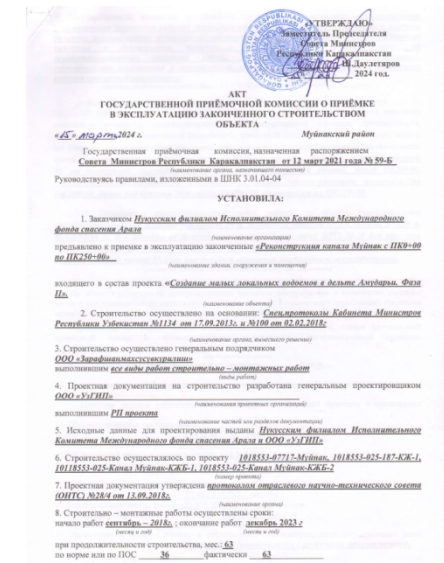 «УТВЕРЖДАЮ»
Заместитель Председателя
Совета Министров
Республики Каракалпакстан
Ш.Даулетяров
2024 год.
АКТ
ГОСУДАРСТВЕННОЙ ПРИЁМОЧНОЙ КОМИССИИ О ПРИЁМКЕ
В ЭКСПЛУАТАЦИЮ ЗАКОНЧЕННОГО СТРОИТЕЛЬСТВОМ
ОБЪЕКТА
«15» марта 2024 г. Муйнакский район
Государственная приёмочная комиссии, назначенная распоряжением
Совета Министров Республики Каракалпакстан от 12 март 2021 года № 59-Б
(наименование органа, назначившего комиссию)
Руководствуясь правилами, изложенными в ШНК 3.01.04-04
УСТАНОВИЛА:
1. Заказчиком Нукусским филиалом Исполнительного Комитета Международного
фонда спасения Арала
(наименование организации)
предъявлено к приемке в эксплуатацию законченные «Реконструкция канала Муйнак с ПК0+00
по ПК250+00»
(наименование здания, сооружения и помещения)
входящего в состав проекта «Создание малых локальных водоемов в дельте Амударьи. Фаза
II».
(наименование объекта)
2. Строительство осуществлено на основании: Спец.протоколы Кабинета Министров
Республики Узбекистан №1134 от 17.09.2013г. и №100 от 02.02.2018г
(наименование органа, вынесшего решение)
3. Строительство осуществлено генеральным подрядчиком
ООО «Зарафшанмахсуссувкурилиш»
выполнившим все виды работ строительно – монтажных работ
(виды работ)
4. Проектная документация на строительство разработана генеральным проектировщиком
ООО «УзГИП»
(наименования проектных организаций)
выполнившим РП проекта
(наименование частей или разделов документации)
5. Исходные данные для проектирования выданы Нукусским филиалом Исполнительного
Комитета Международного фонда спасения Арала и ООО «УзГИП»
6. Строительство осуществлялось по проекту 1018553-07717-Муйнак, 1018553-025-187-КЖ-1,
10118553-025-Канал Муйнак-КЖБ-1, 1018553-025-Канал Муйнак-КЖБ-2
(номер проекта)
7. Проектная документация утверждена протоколом отраслевого научно-технического совета
(ОНТС) №28/4 от 13.09.2018г.
(наименование органа)
8. Строительно – монтажные работы осуществлены сроки:
начало работ сентябрь – 2018г. ; окончание работ декабрь 2023 г
(месяц и год) (месяц и год)
при продолжительности строительства, мес.: 63
по норме или по ПОС 36 фактически 63